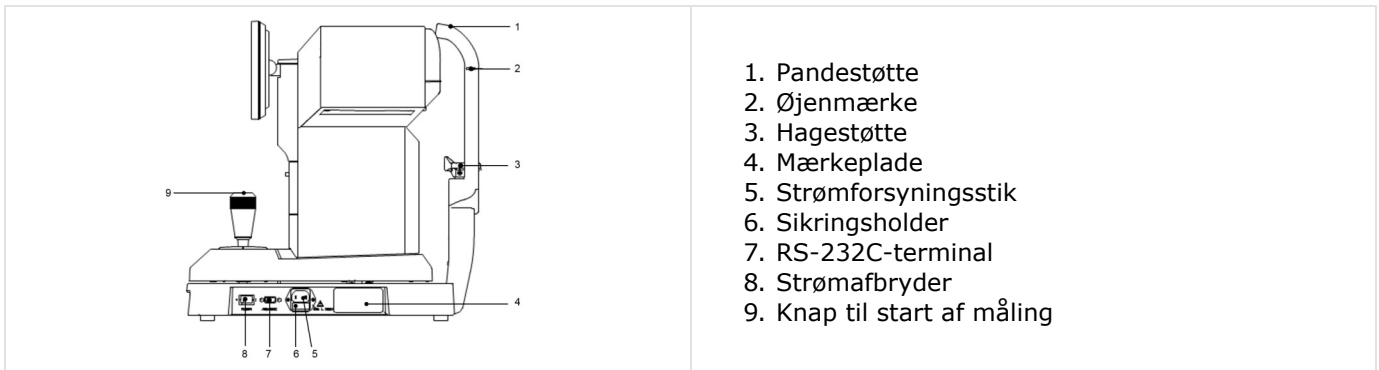 1
2
3
9
4
8
7
6
5
1. Pandestøtte
2. Øjenmærke
3. Hagestøtte
4. Mærkeplade
5. Strømforsyningsstik
6. Sikringsholder
7. RS-232C-terminal
8. Strømafbryder
9. Knap til start af måling